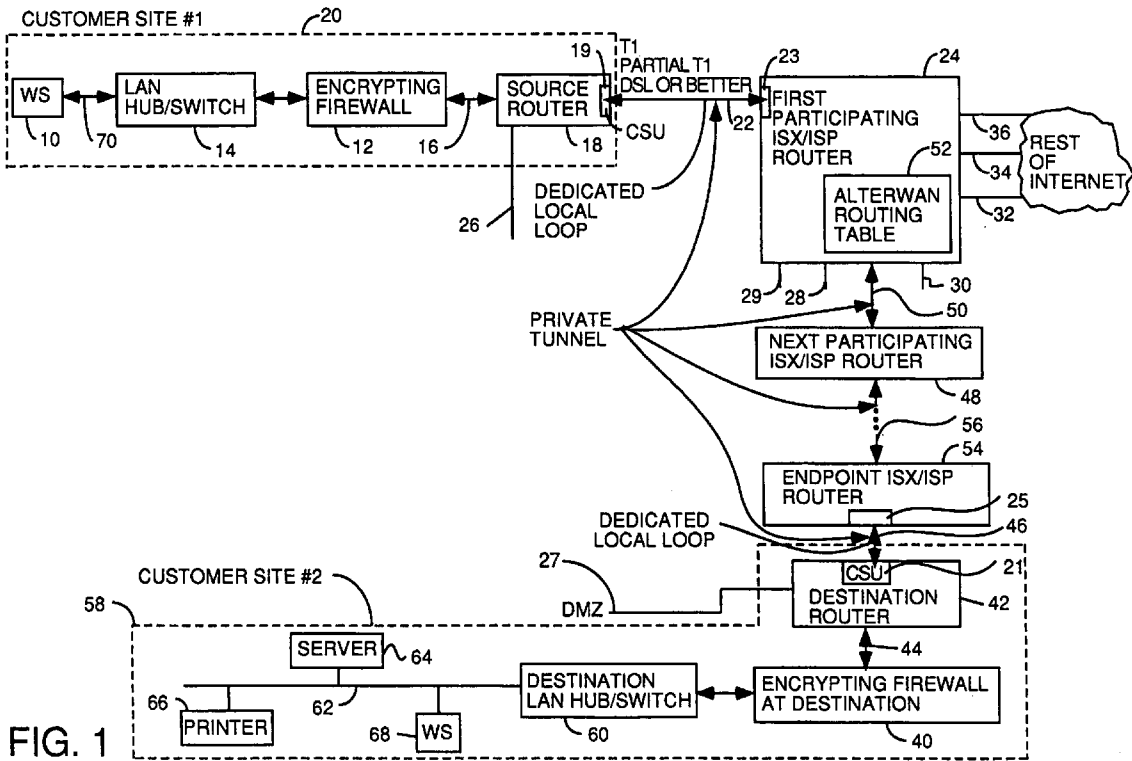 CUSTOMER SITE #1
20
WS
10
70
LAN
HUB/SWITCH
14
ENCRYPTING
FIREWALL
12
16
SOURCE
ROUTER
18
19
CSU
26
T1
PARTIAL T1
DSL OR BETTER
22
DEDICATED
LOCAL
LOOP
23
24
FIRST
PARTICIPATING
ISX/ISP
ROUTER
52
ALTERWAN
ROUTING
TABLE
36
34
32
REST
OF
INTERNET
29
28
30
50
PRIVATE
TUNNEL
NEXT PARTICIPATING
ISX/ISP ROUTER
48
56
54
ENDPOINT ISX/ISP
ROUTER
25
DEDICATED
LOCAL LOOP
46
CUSTOMER SITE #2
58
27
DMZ
CSU
21
DESTINATION
ROUTER
42
44
SERVER
64
66
PRINTER
62
68
WS
DESTINATION
LAN HUB/SWITCH
60
ENCRYPTING FIREWALL
AT DESTINATION
40
FIG. 1